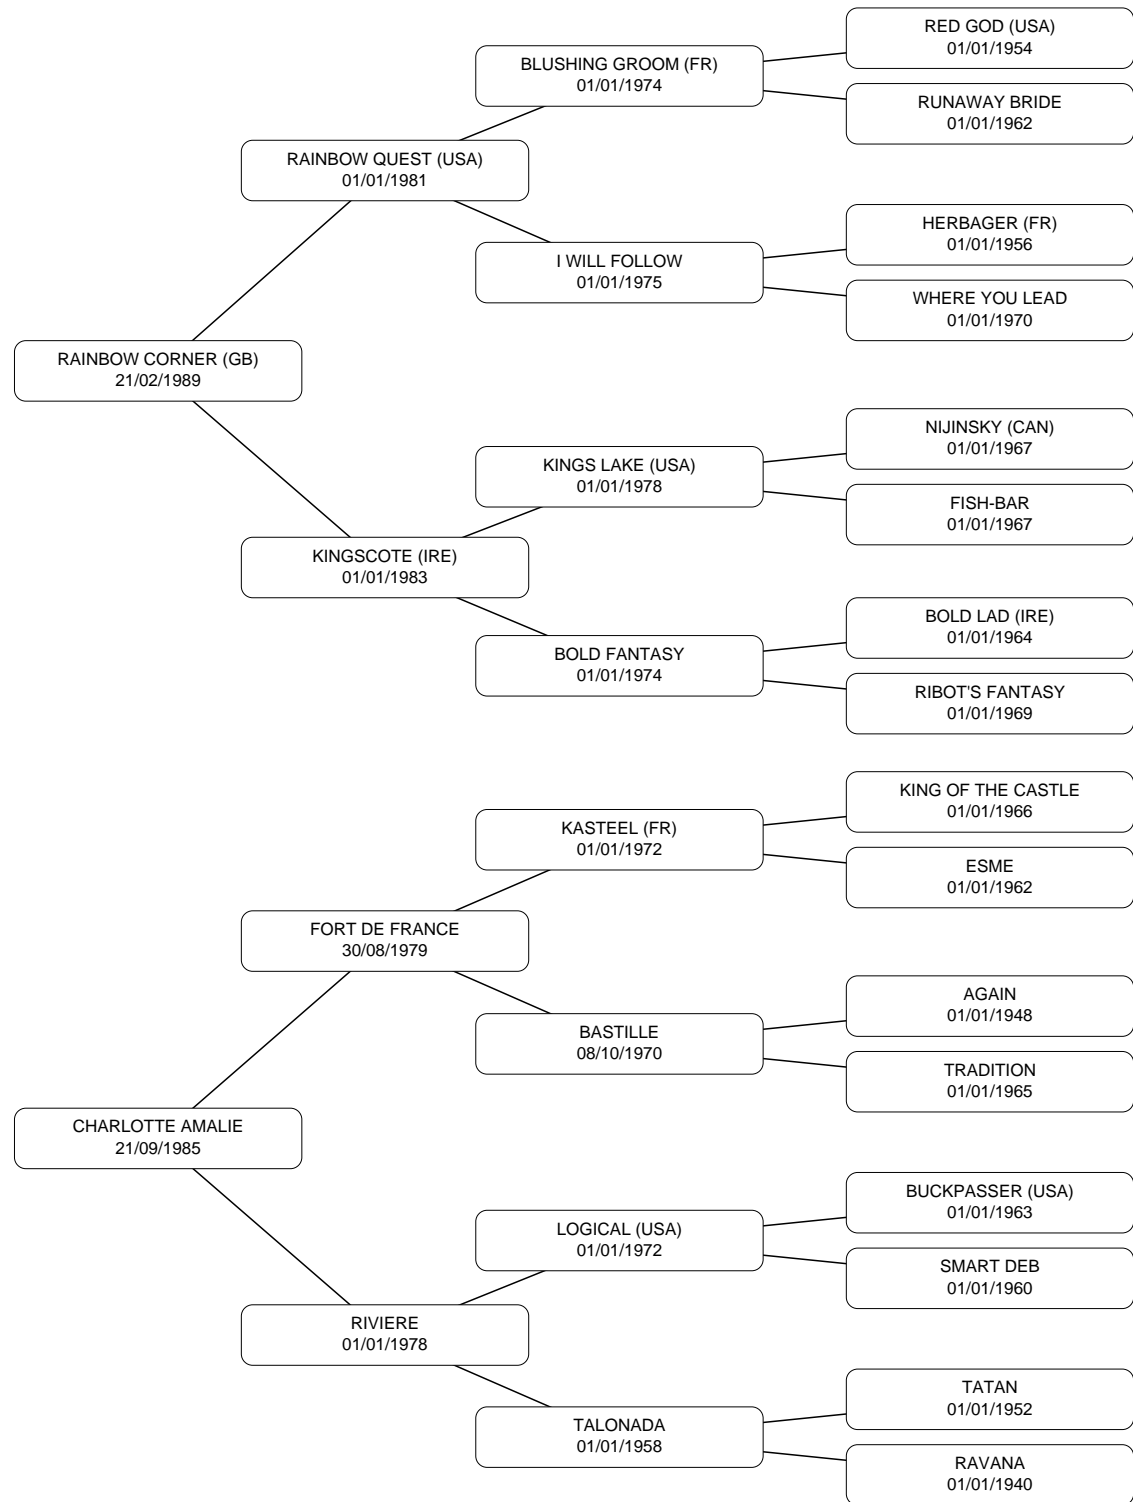 RED GOD (USA)
01/01/1954
BLUSHING GROOM (FR)
01/01/1974
RUNAWAY BRIDE
01/01/1962
RAINBOW QUEST (USA)
01/01/1981
HERBAGER (FR)
01/01/1956
I WILL FOLLOW
01/01/1975
WHERE YOU LEAD
01/01/1970
RAINBOW CORNER (GB)
21/02/1989
NIJINSKY (CAN)
01/01/1967
KINGS LAKE (USA)
01/01/1978
FISH-BAR
01/01/1967
KINGSCOTE (IRE)
01/01/1983
BOLD LAD (IRE)
01/01/1964
BOLD FANTASY
01/01/1974
RIBOT'S FANTASY
01/01/1969
KING OF THE CASTLE
01/01/1966
KASTEEL (FR)
01/01/1972
ESME
01/01/1962
FORT DE FRANCE
30/08/1979
AGAIN
01/01/1948
BASTILLE
08/10/1970
TRADITION
01/01/1965
CHARLOTTE AMALIE
21/09/1985
BUCKPASSER (USA)
01/01/1963
LOGICAL (USA)
01/01/1972
SMART DEB
01/01/1960
RIVIERE
01/01/1978
TATAN
01/01/1952
TALONADA
01/01/1958
RAVANA
01/01/1940